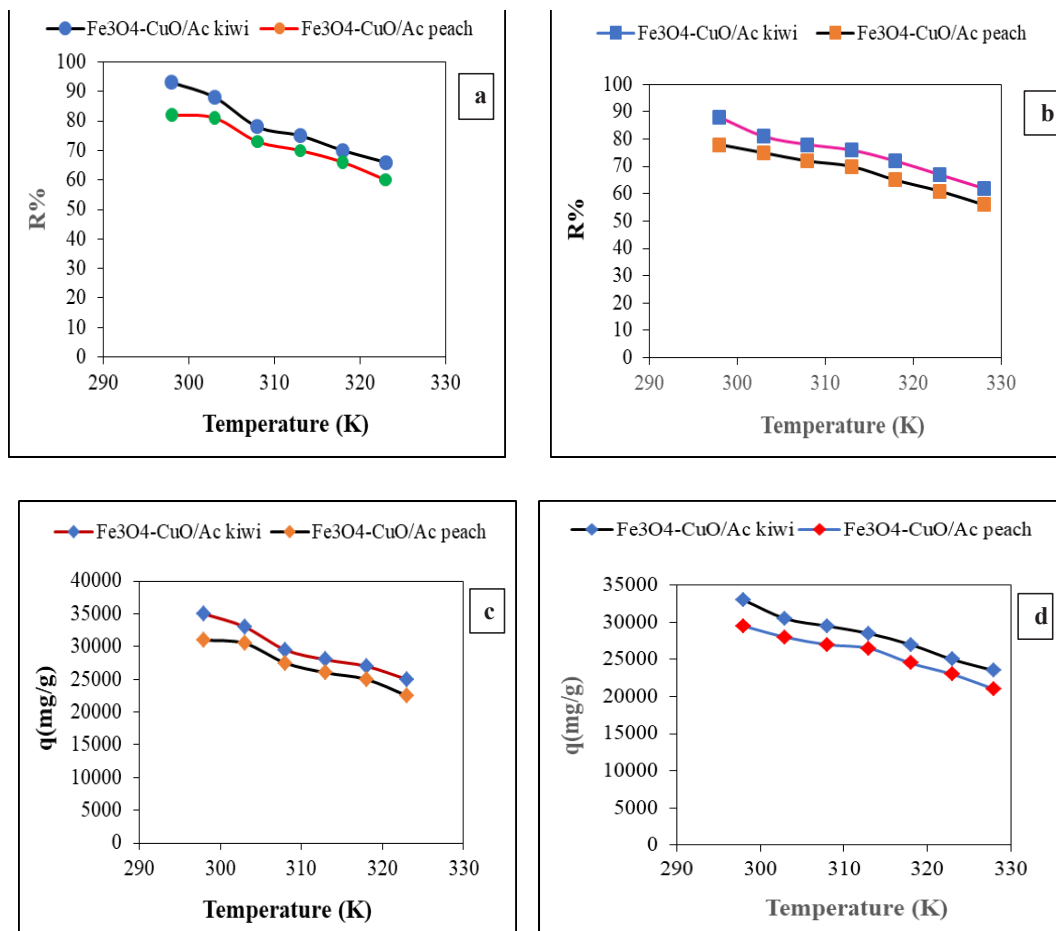 Fe3O4-CuO/Ac kiwi Fe3O4-CuO/Ac peach
a
100
90
80
70
60
50
40
30
20
10
0
R%
290 300 310 320 330
Temperature (K)
Fe3O4-CuO/Ac kiwi Fe3O4-CuO/Ac peach
b
100
90
80
70
60
50
40
30
20
10
0
R%
290 300 310 320 330
Temperature (K)
Fe3O4-CuO/Ac kiwi Fe3O4-CuO/Ac peach
c
40000
35000
30000
25000
20000
15000
10000
5000
0
q(mg/g)
290 300 310 320 330
Temperature (K)
Fe3O4-CuO/Ac kiwi Fe3O4-CuO/Ac peach
d
35000
30000
25000
20000
15000
10000
5000
0
q(mg/g)
290 300 310 320 330
Temperature (K)